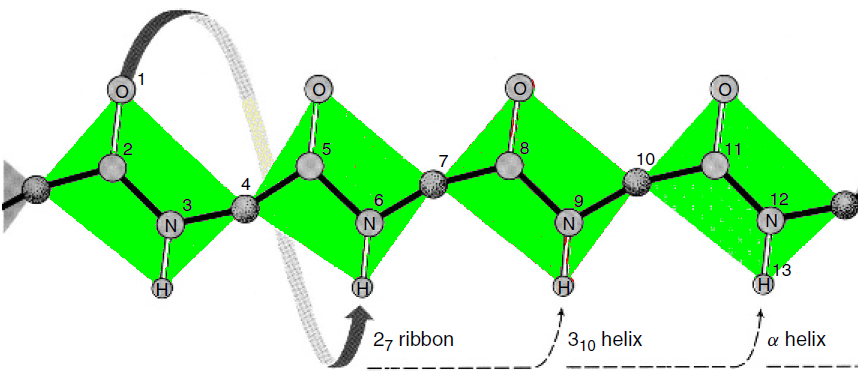 O 1 O O O
2 5 8 11
4 7 10
3 6 9 12
N N N N
H H H 13 H
2₇ ribbon 3₁₀ helix α helix